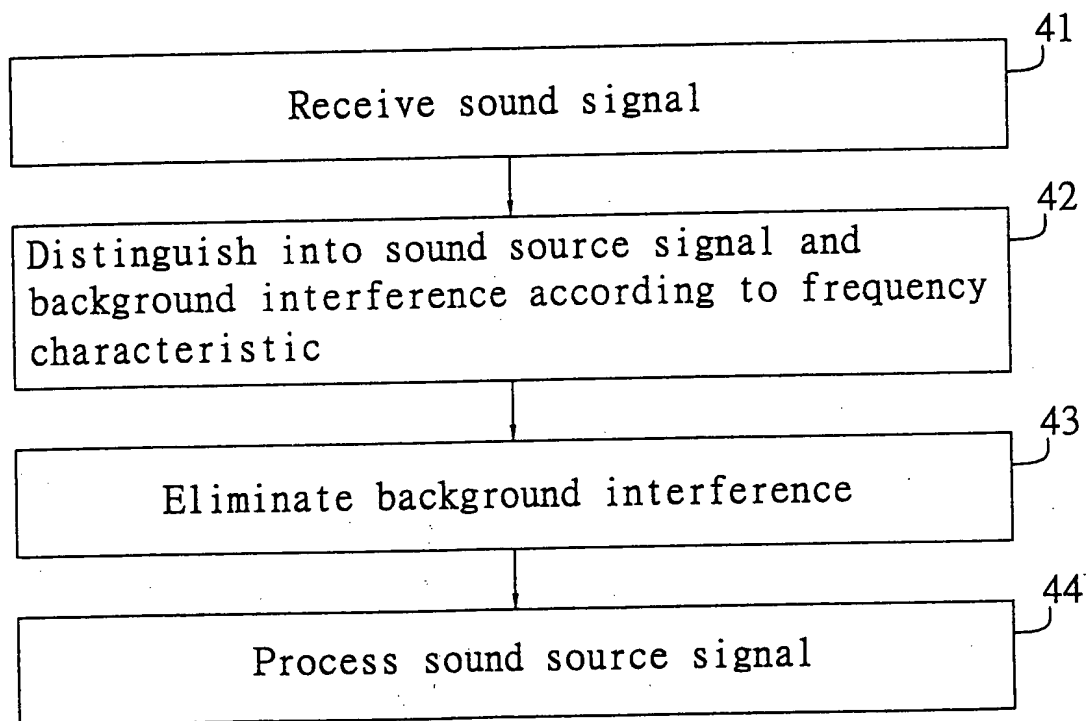 41
Receive sound signal
42
Distinguish into sound source signal and
background interference according to frequency
characteristic
43
Eliminate background interference
44
Process sound source signal